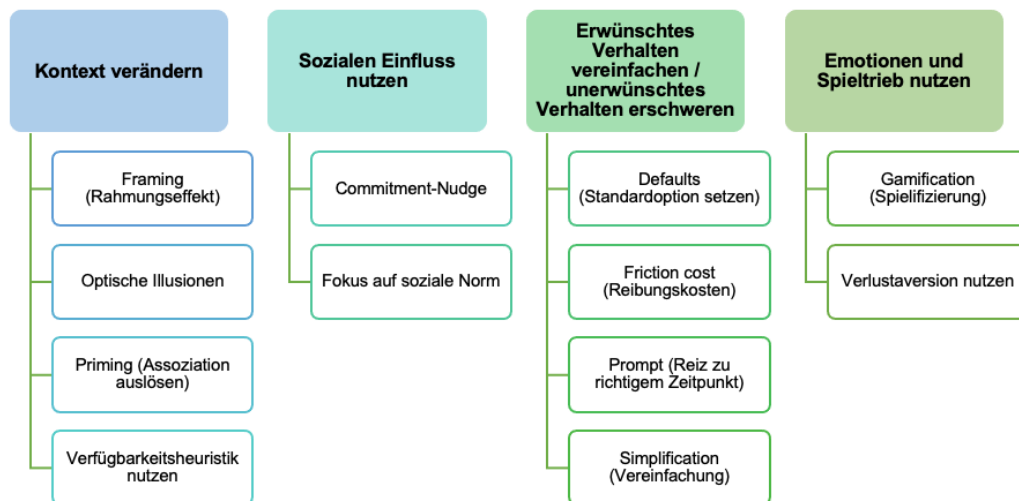 Kontext verändern
Framing
(Rahmungseffekt)
Optische Illusionen
Priming (Assoziation
auslösen)
Verfügbarkeitsheuristik
nutzen
Sozialen Einfluss
nutzen
Commitment-Nudge
Fokus auf soziale Norm
Erwünschtes
Verhalten
vereinfachen /
unerwünschtes
Verhalten erschweren
Defaults
(Standardoption setzen)
Friction cost
(Reibungskosten)
Prompt (Reiz zu
richtigem Zeitpunkt)
Simplification
(Vereinfachung)
Emotionen und
Spieltrieb nutzen
Gamification
(Spielifizierung)
Verlustaversion nutzen